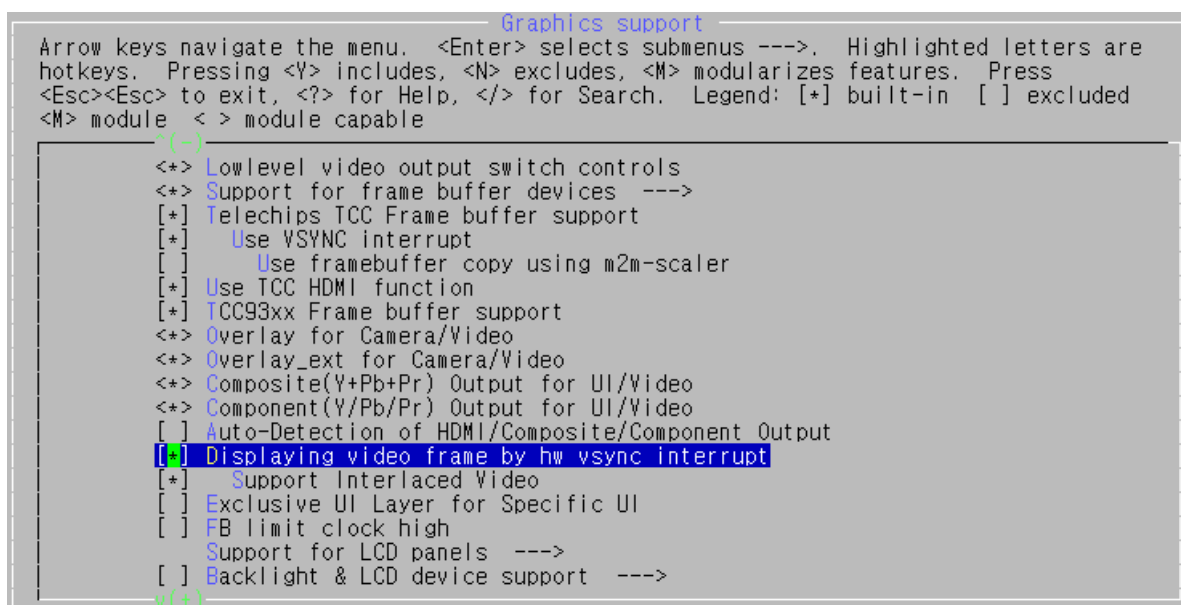 Graphics support
Arrow keys navigate the menu.  <Enter> selects submenus --->.  Highlighted letters are
hotkeys.  Pressing <Y> includes, <N> excludes, <M> modularizes features.  Press
<Esc><Esc> to exit, <?> for Help, </> for Search.  Legend: [*] built-in  [ ] excluded
<M> module  < > module capable
^(-)
<*> Lowlevel video output switch controls
<*> Support for frame buffer devices  --->
[*] Telechips TCC Frame buffer support
[*]   Use VSYNC interrupt
[ ]     Use framebuffer copy using m2m-scaler
[*] Use TCC HDMI function
[*] TCC93xx Frame buffer support
<*> Overlay for Camera/Video
<*> Overlay_ext for Camera/Video
<*> Composite(Y+Pb+Pr) Output for UI/Video
<*> Component(Y/Pb/Pr) Output for UI/Video
[ ] Auto-Detection of HDMI/Composite/Component Output
[*] Displaying video frame by hw vsync interrupt
[*]   Support Interlaced Video
[ ] Exclusive UI Layer for Specific UI
[ ] FB limit clock high
Support for LCD panels  --->
[ ] Backlight & LCD device support  --->
v(+)